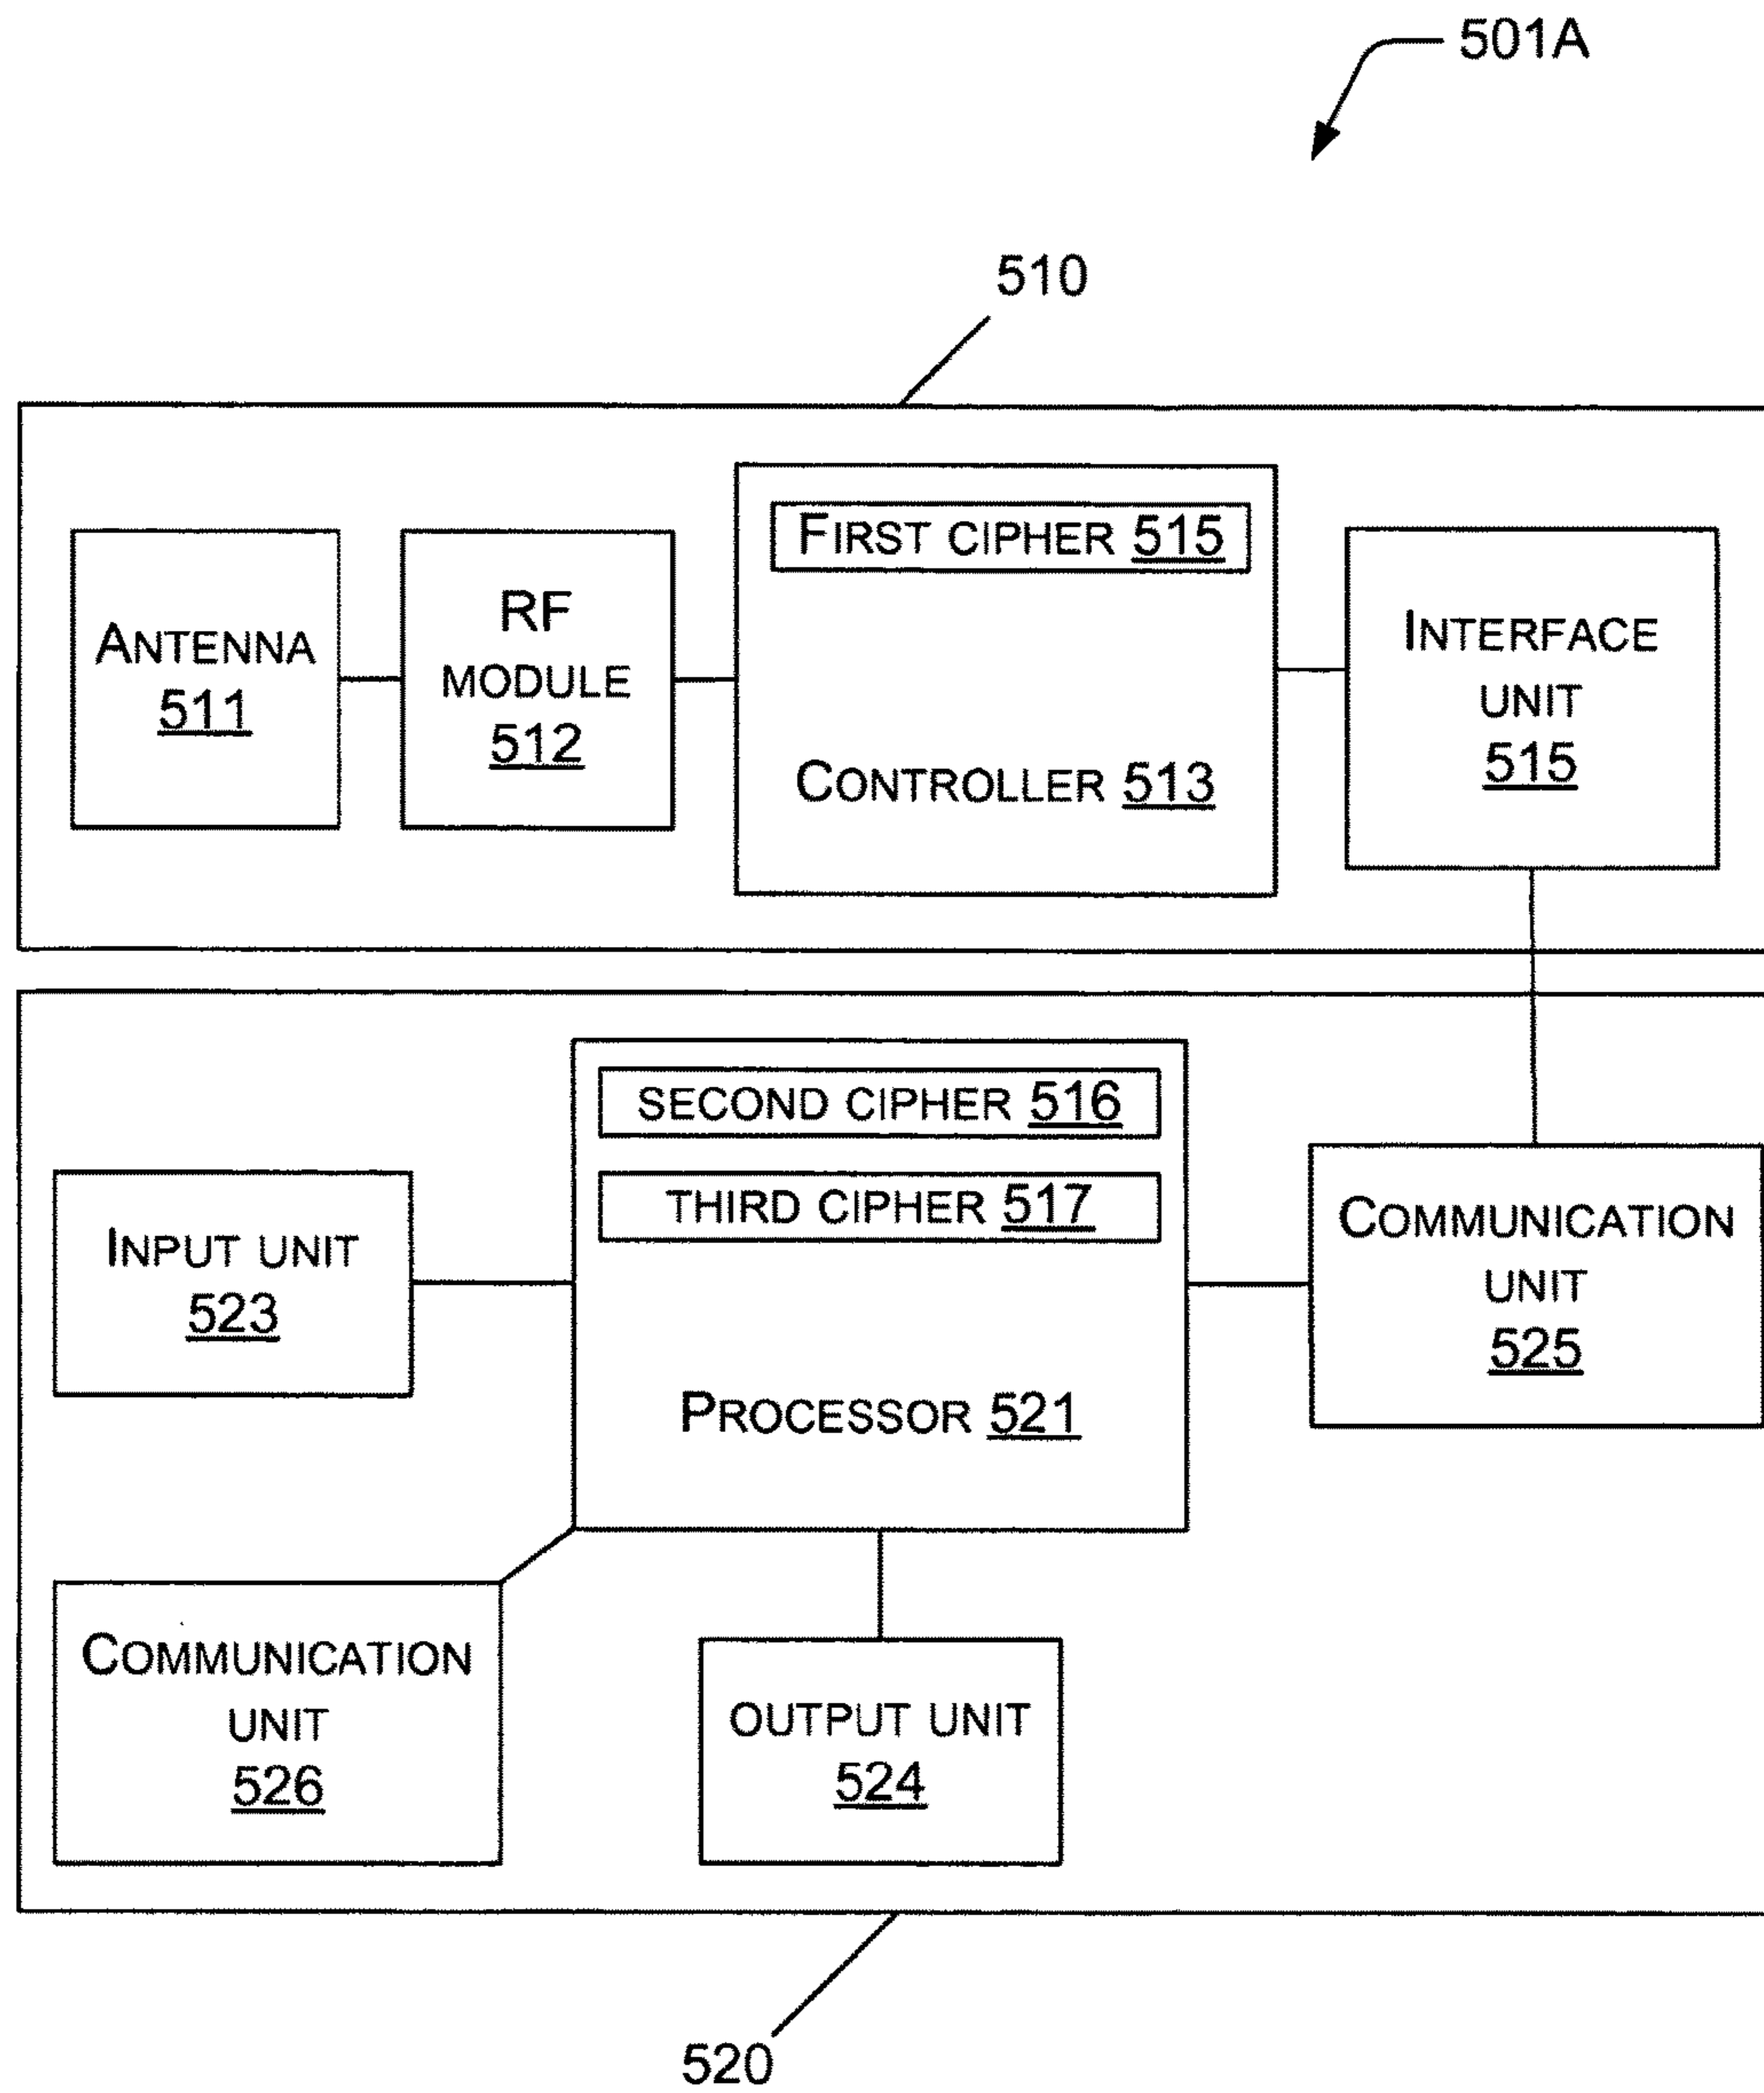 501A
510
FIRST CIPHER 515
ANTENNA
511
RF
MODULE
512
CONTROLLER 513
INTERFACE
UNIT
515
SECOND CIPHER 516
THIRD CIPHER 517
INPUT UNIT
523
PROCESSOR 521
COMMUNICATION
UNIT
525
COMMUNICATION
UNIT
526
OUTPUT UNIT
524
520